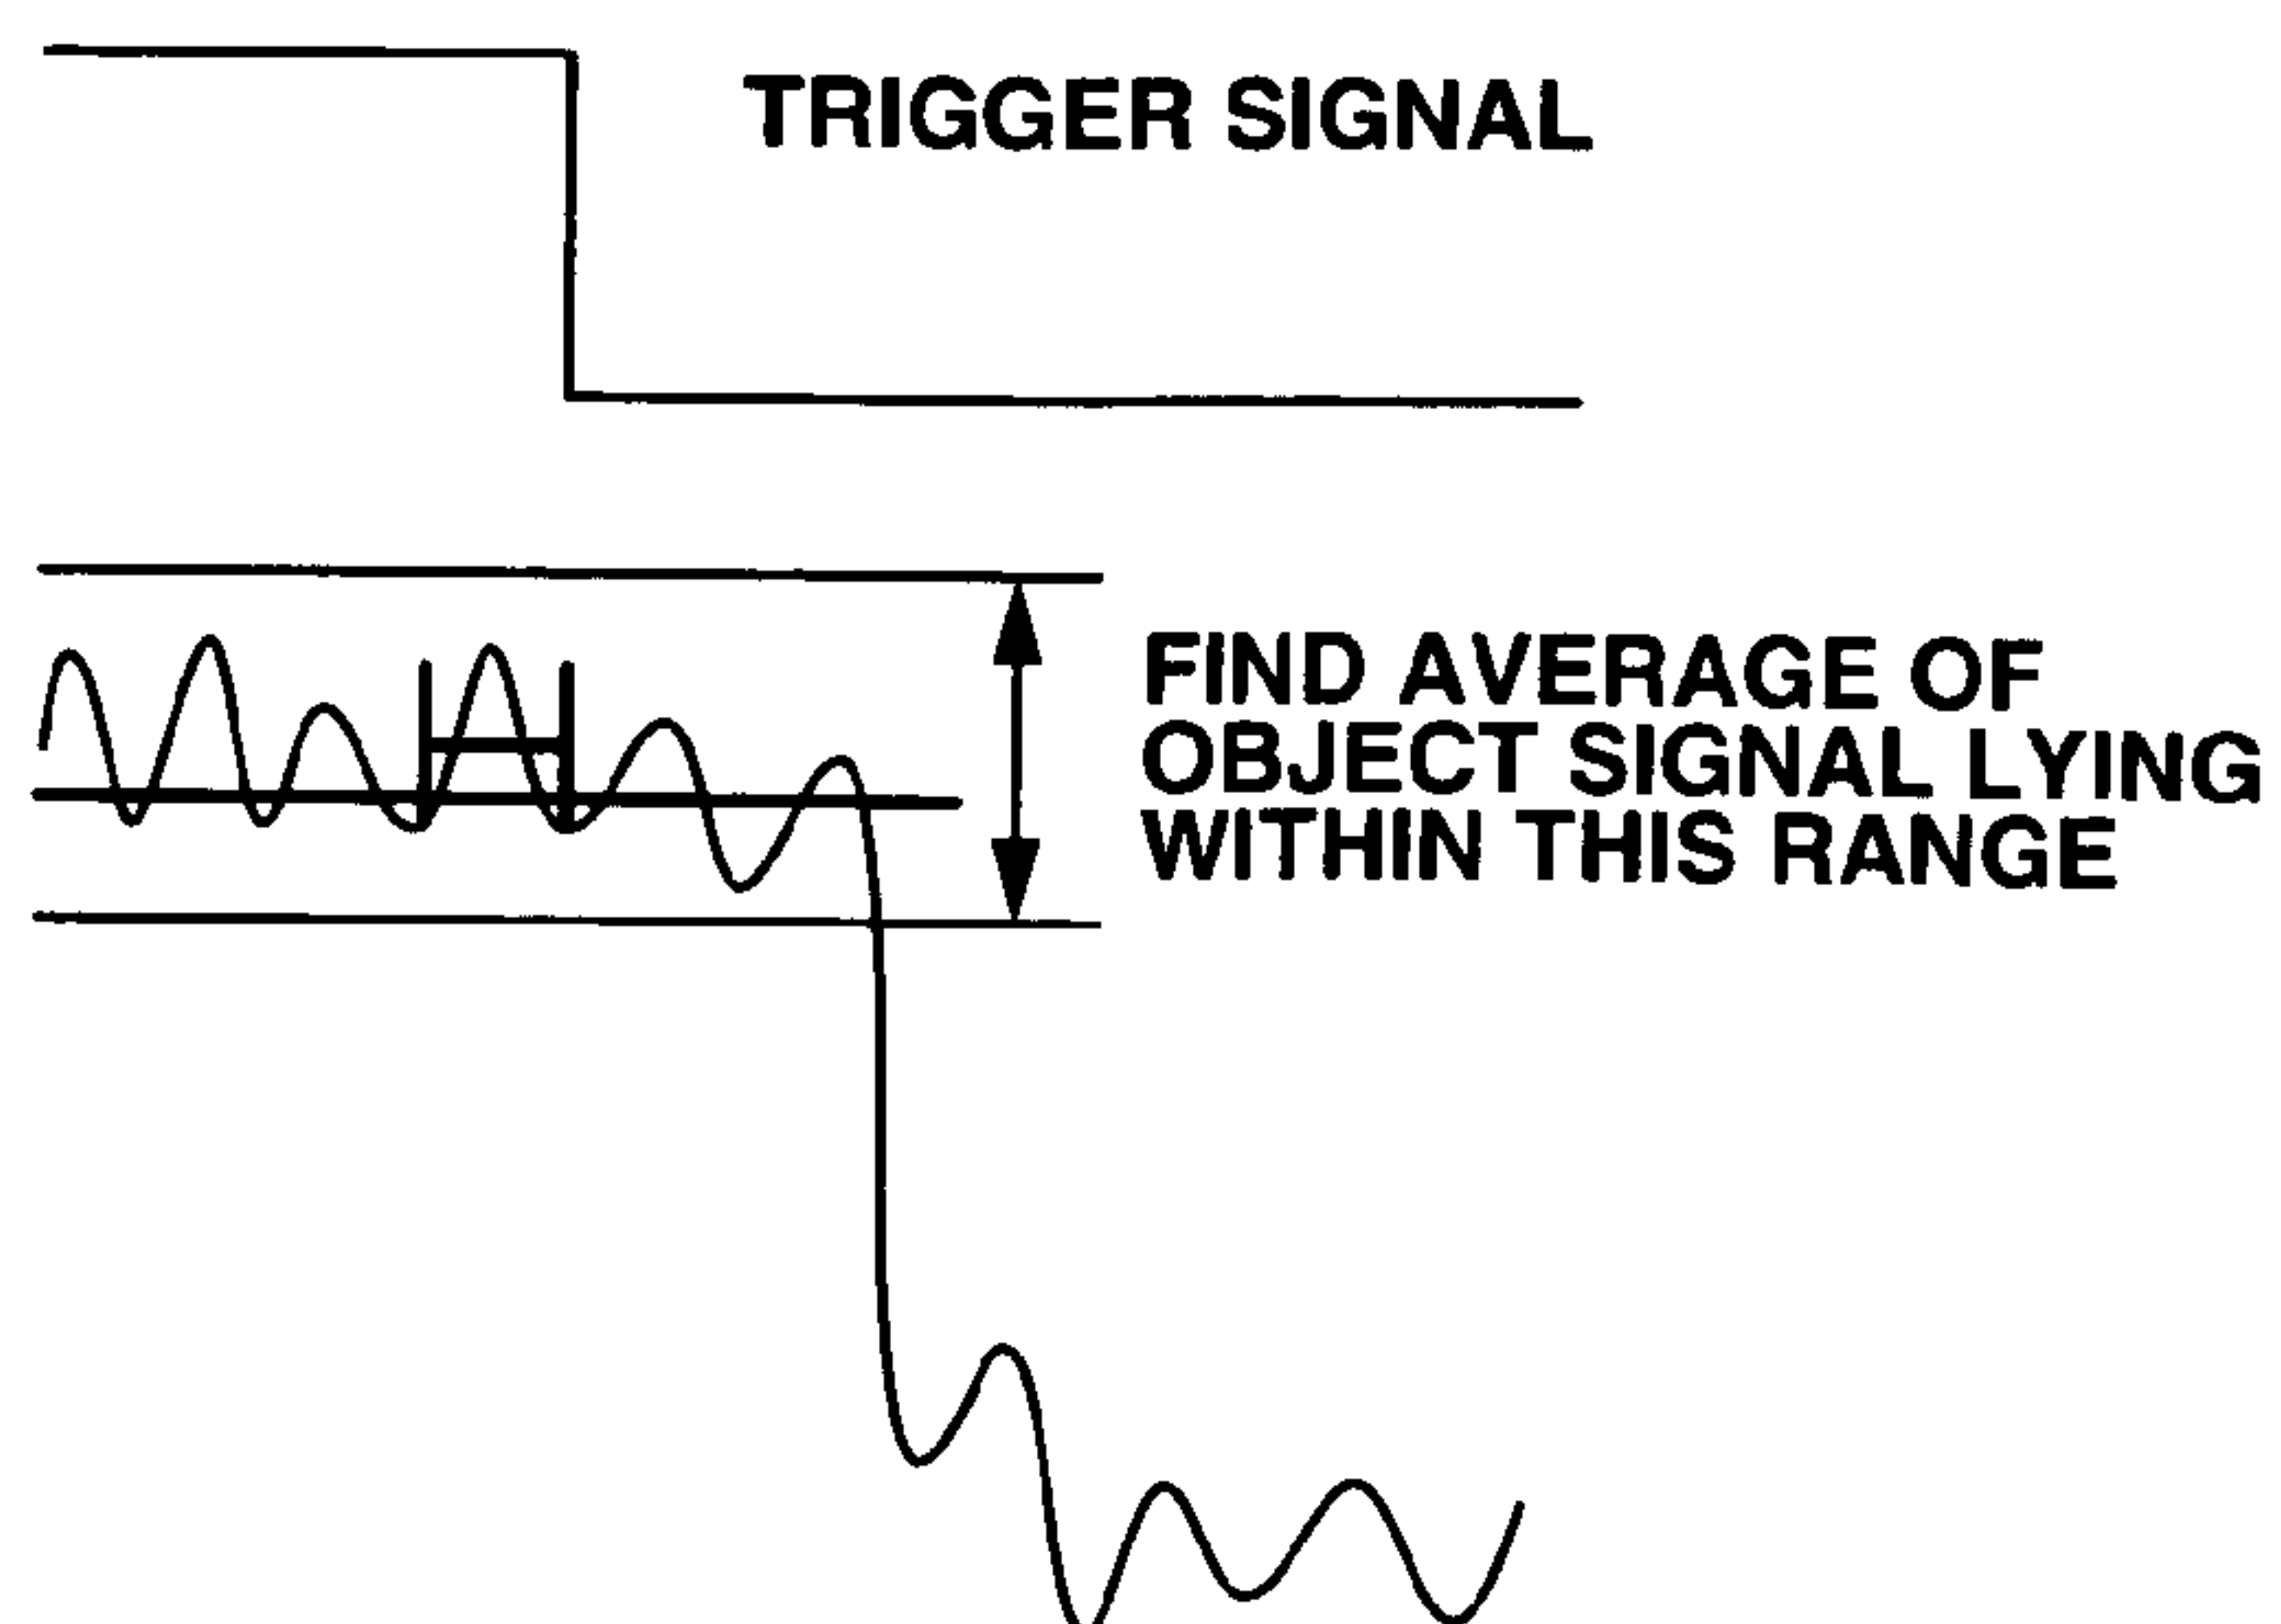 TRIGGER SIGNAL
FIND AVERAGE OF
OBJECT SIGNAL LYING
WITHIN THIS RANGE